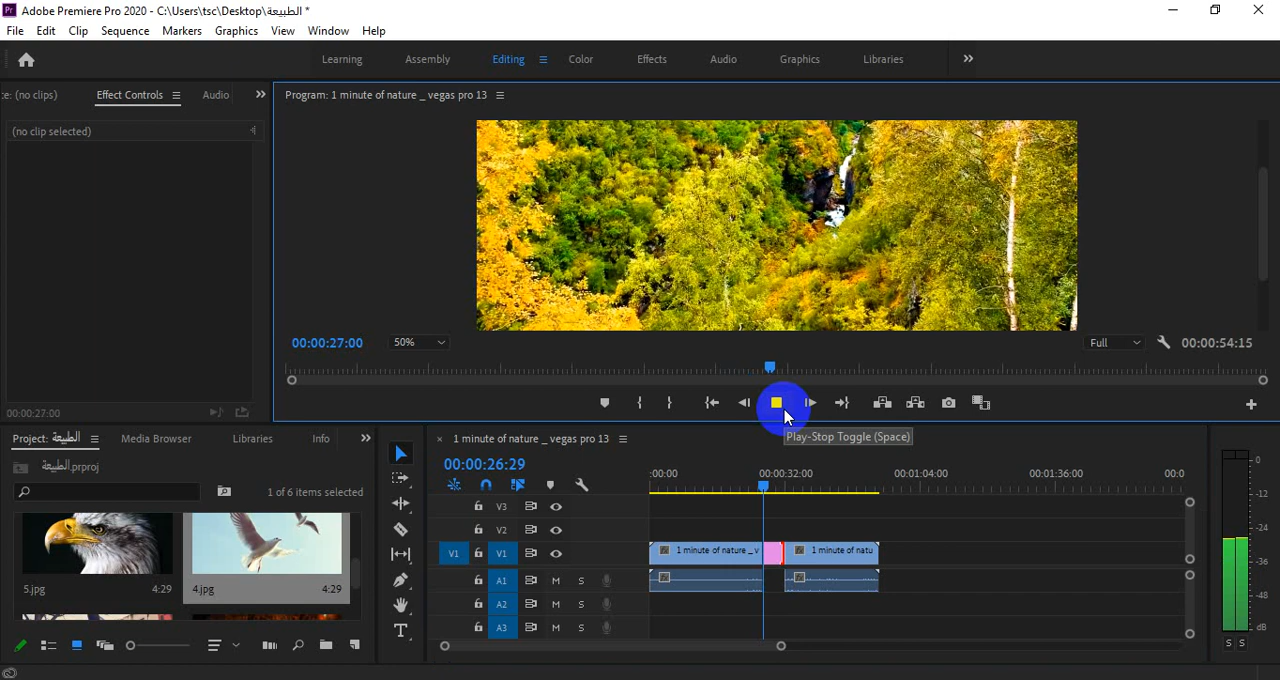 Pr Adobe Premiere Pro 2020 - C:\Users\tsc\Desktop\الطبيعة *
File Edit Clip Sequence Markers Graphics View Window Help
Learning Assembly Editing Color Effects Audio Graphics Libraries
ce: (no clips) Effect Controls Audio
Program: 1 minute of nature _ vegas pro 13
(no clip selected)
00:00:27:00 50% Full 00:00:54:15
00:00:27:00
Play-Stop Toggle (Space)
Project: الطبيعة Media Browser Libraries Info
1 minute of nature _ vegas pro 13
الطبيعة.prproj
00:00:26:29
:00:00 00:00:32:00 00:01:04:00 00:01:36:00 00:0
1 of 6 items selected
V3
V2
V1 V1 1 minute of nature _ v 1 minute of natu
A1 M S
A2 M S
A3 M S
5.jpg 4:29 4.jpg 4:29
0
-12
-24
-36
-48
dB
S S